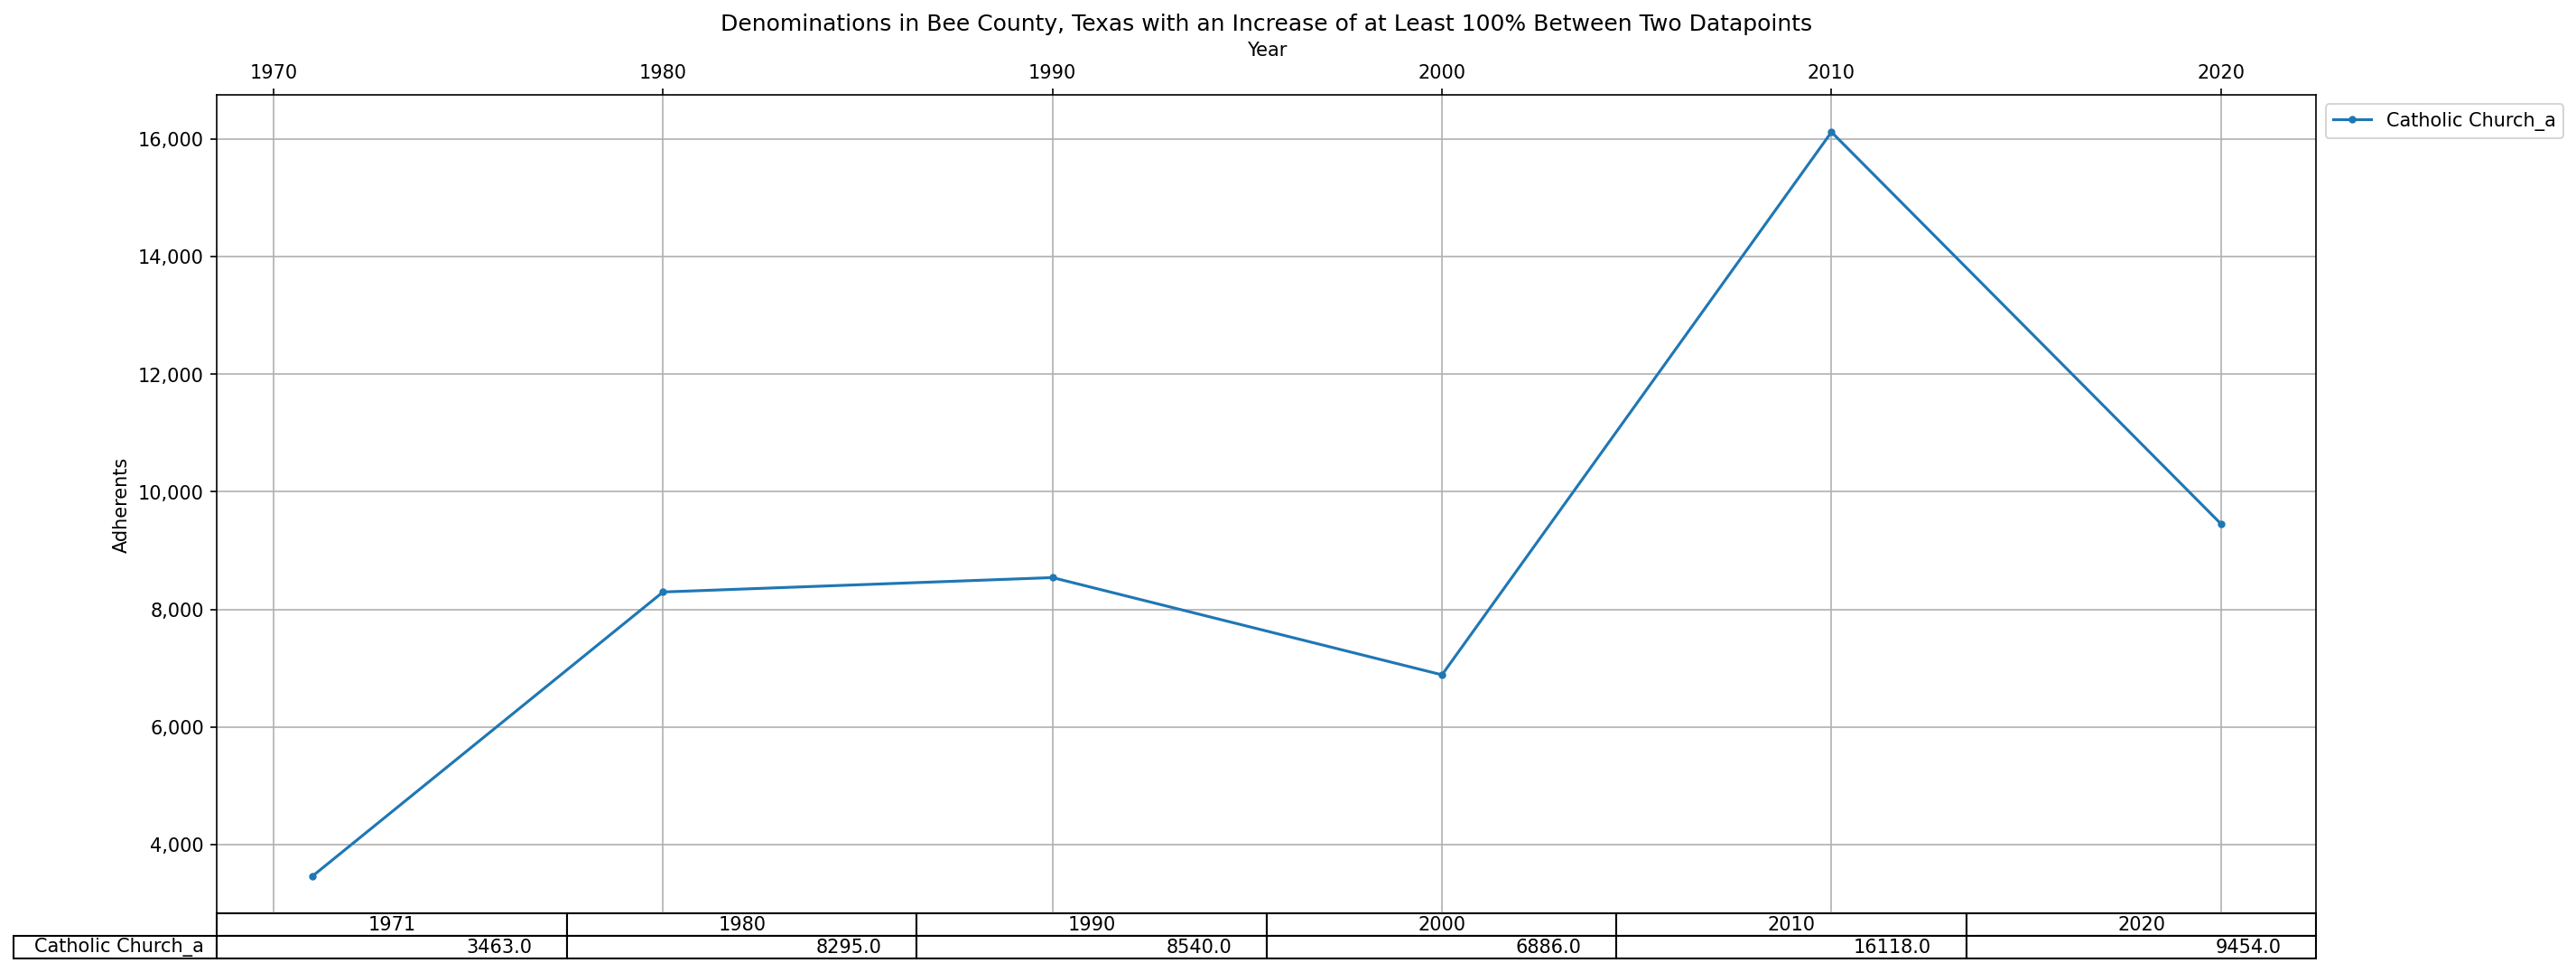 Denominations in Bee County, Texas with an Increase of at Least 100% Between Two Datapoints
Year
1970 1980 1990 2000 2010 2020
Catholic Church_a
16,000
14,000
12,000
10,000
8,000
6,000
4,000
Adherents
1971 1980 1990 2000 2010 2020
Catholic Church_a 3463.0 8295.0 8540.0 6886.0 16118.0 9454.0